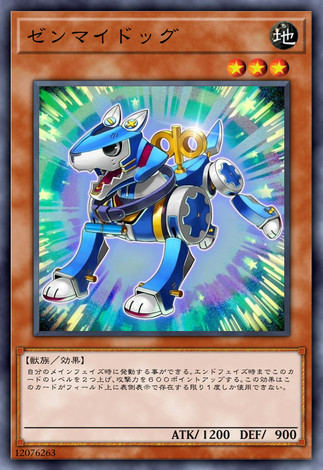 ゼンマイドッグ
地
【獣族／効果】
自分のメインフェイズ時に発動する事ができる。エンドフェイズ時までこのカ
ードのレベルを２つ上げ、攻撃力を６００ポイントアップする。この効果はこ
のカードがフィールド上に表側表示で存在する限り１度しか使用できない。
ATK/ 1200 DEF/ 900
12076263